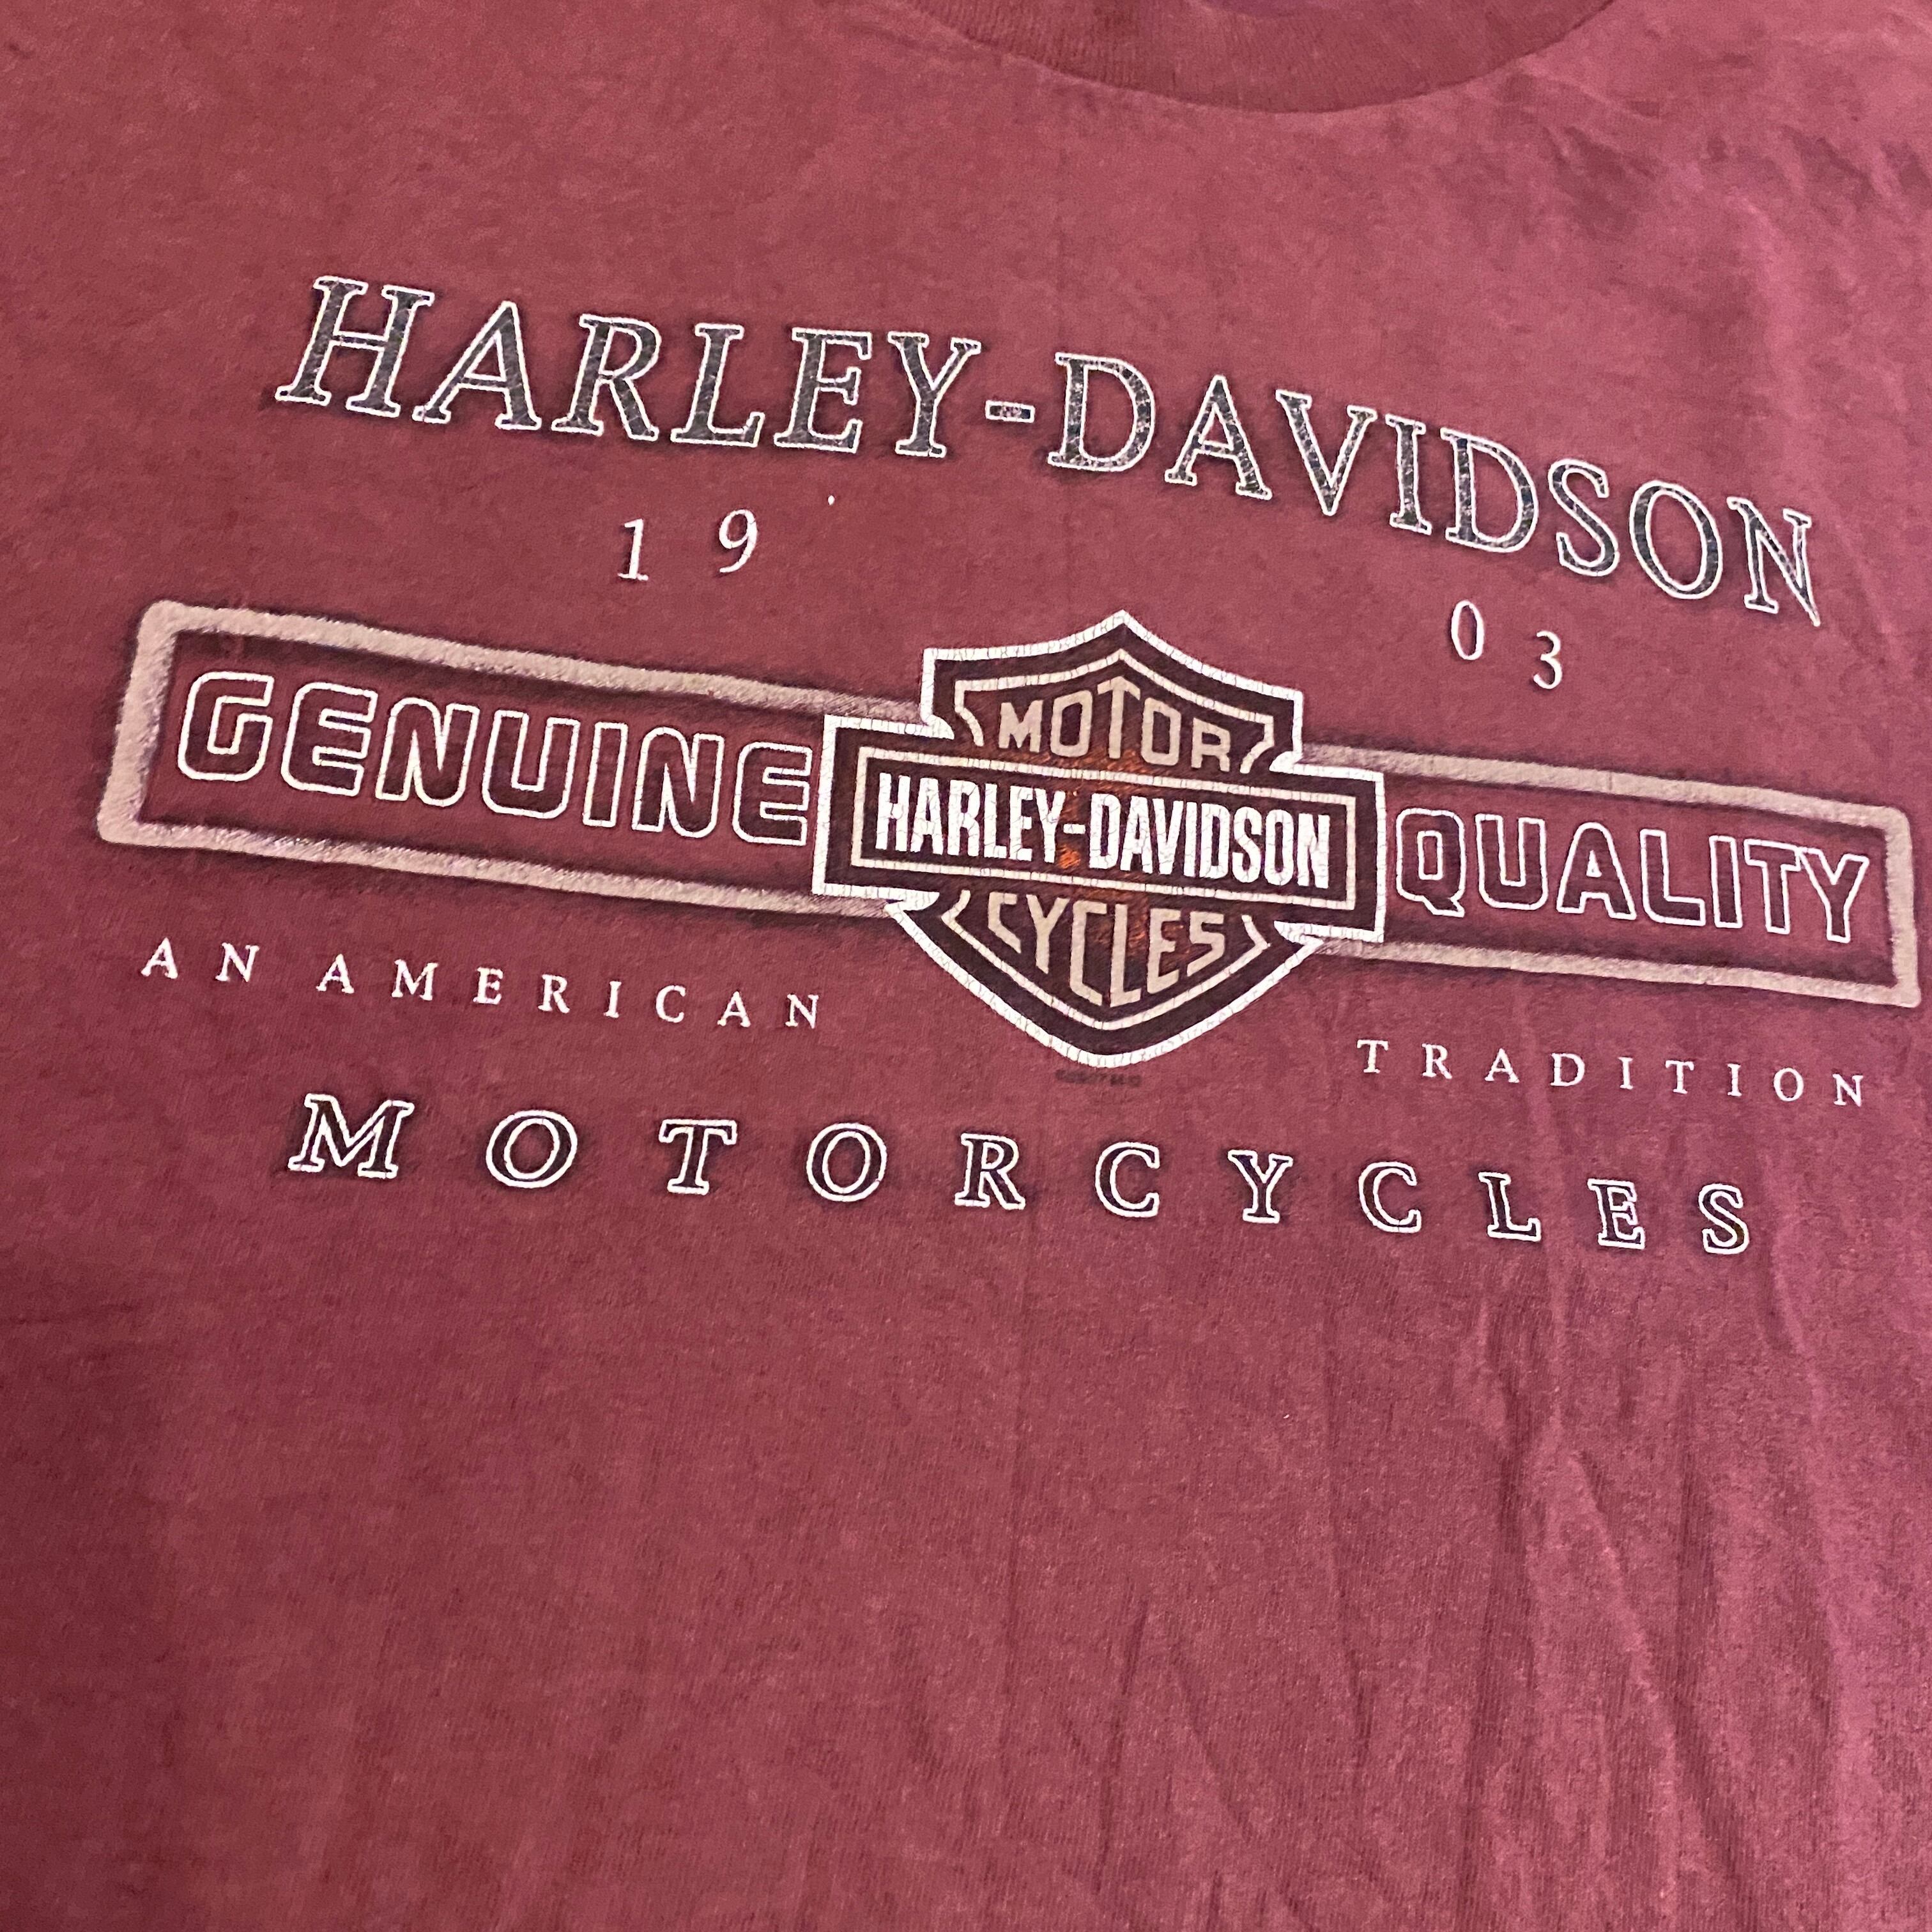 HARLEY-DAVIDSON
19 03
MOTOR
GENUINE HARLEY-DAVIDSON QUALITY
CYCLES
AN AMERICAN TRADITION
MOTORCYCLES